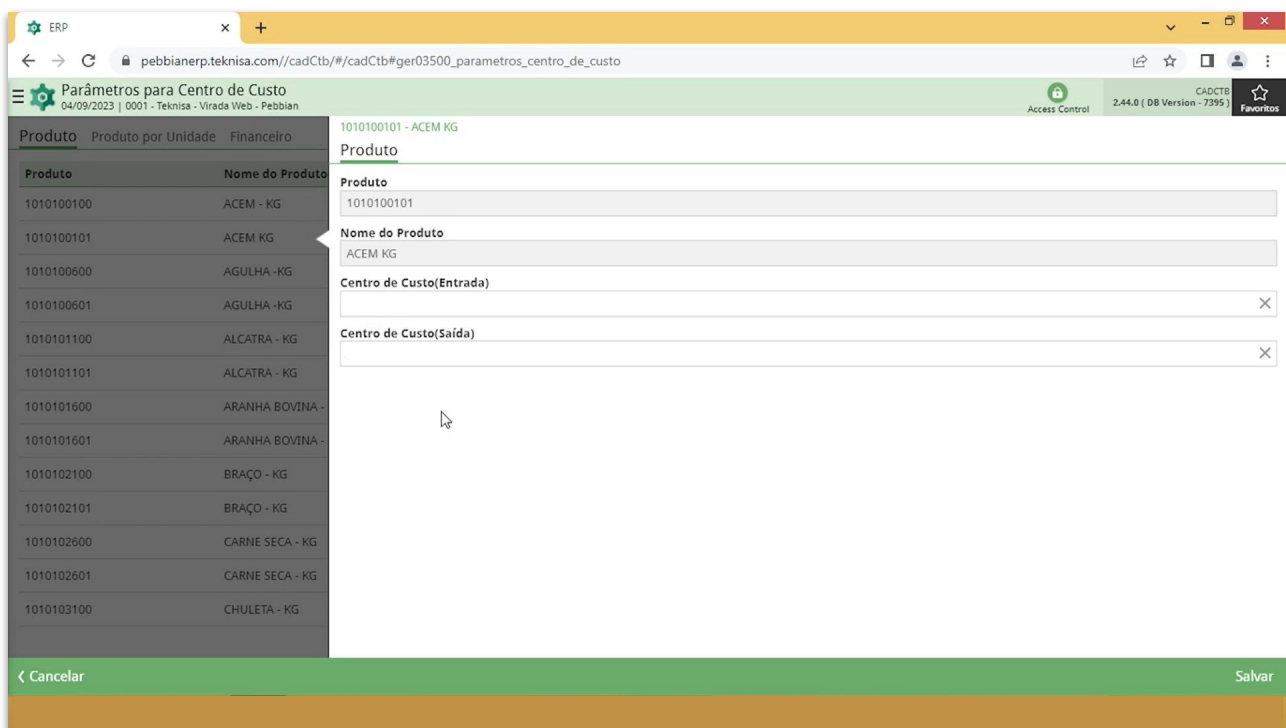 ERP
pebbianerp.teknisa.com//cadCtb/#/cadCtb#ger03500_parametros_centro_de_custo
Parâmetros para Centro de Custo
04/09/2023 | 0001 - Teknisa - Virada Web - Pebbian
Access Control
CADCTB
2.44.0 ( DB Version - 7395 )
Favoritos
Produto Produto por Unidade Financeiro
Produto Nome do Produto
1010100100 ACEM - KG
1010100101 ACEM KG
1010100600 AGULHA -KG
1010100601 AGULHA -KG
1010101100 ALCATRA - KG
1010101101 ALCATRA - KG
1010101600 ARANHA BOVINA -
1010101601 ARANHA BOVINA -
1010102100 BRAÇO - KG
1010102101 BRAÇO - KG
1010102600 CARNE SECA - KG
1010102601 CARNE SECA - KG
1010103100 CHULETA - KG
1010100101 - ACEM KG
Produto
Produto
1010100101
Nome do Produto
ACEM KG
Centro de Custo(Entrada)
Centro de Custo(Saída)
Cancelar
Salvar